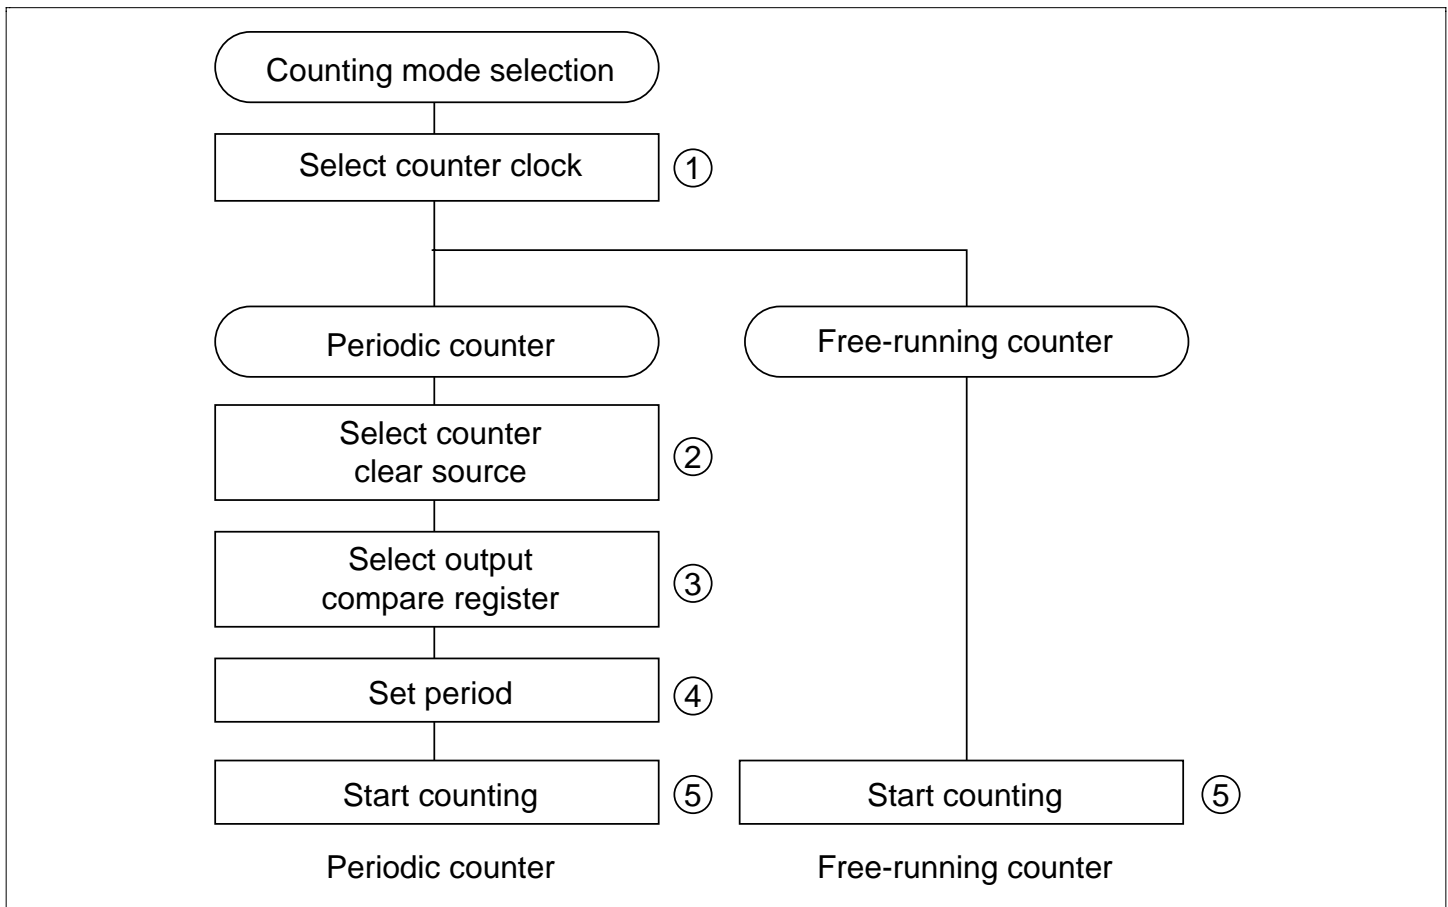 Counting mode selection
Select counter clock
①
Periodic counter
Free-running counter
Select counter
clear source
②
Select output
compare register
③
Set period
④
Start counting
⑤
Start counting
⑤
Periodic counter
Free-running counter